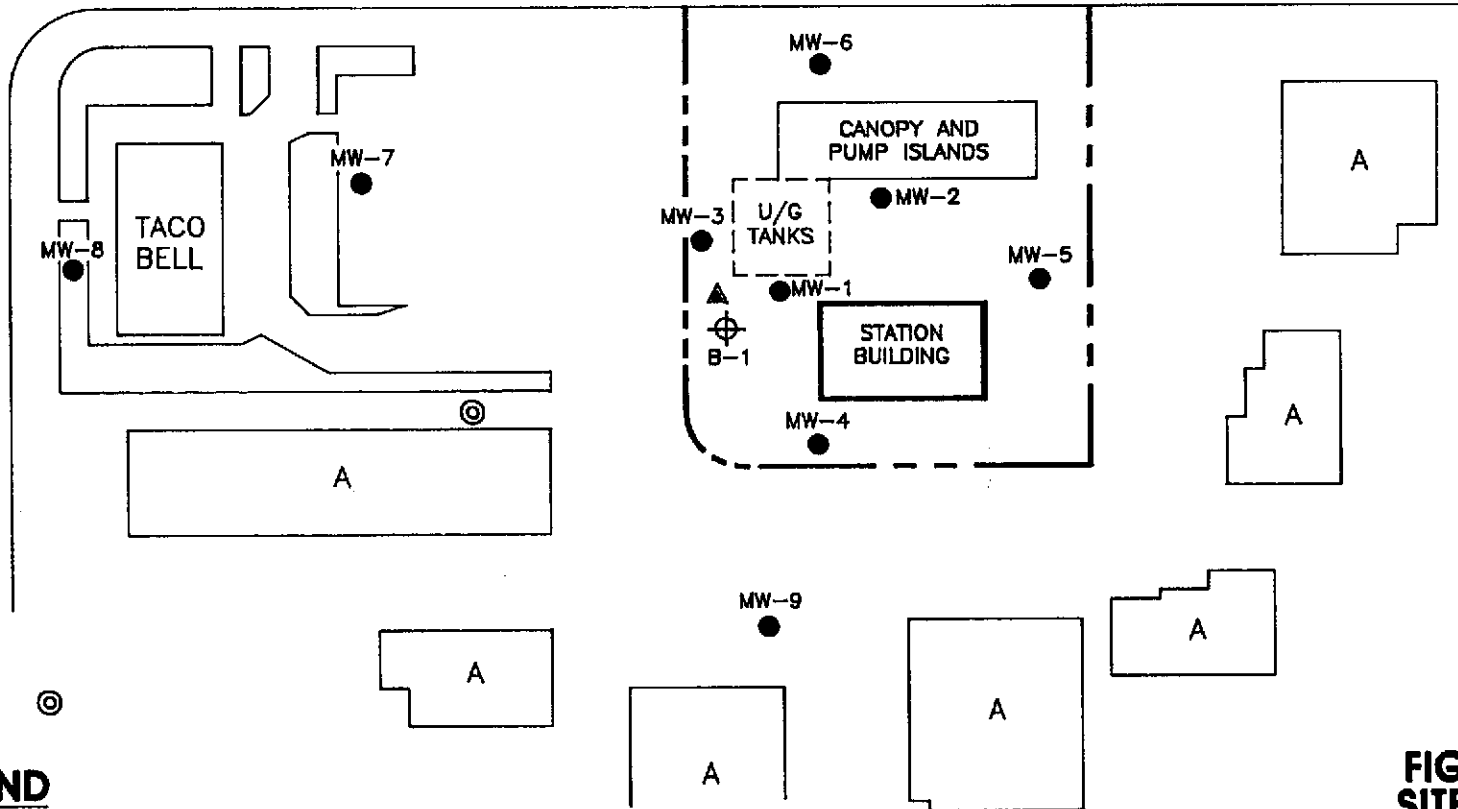 MW-6
CANOPY AND
PUMP ISLANDS
A
MW-7
MW-2
MW-3
U/G
TANKS
TACO
BELL
MW-8
MW-5
MW-1
STATION
BUILDING
B-1
A
MW-4
A
MW-9
A
A
A
A
ND
FIG
SITE